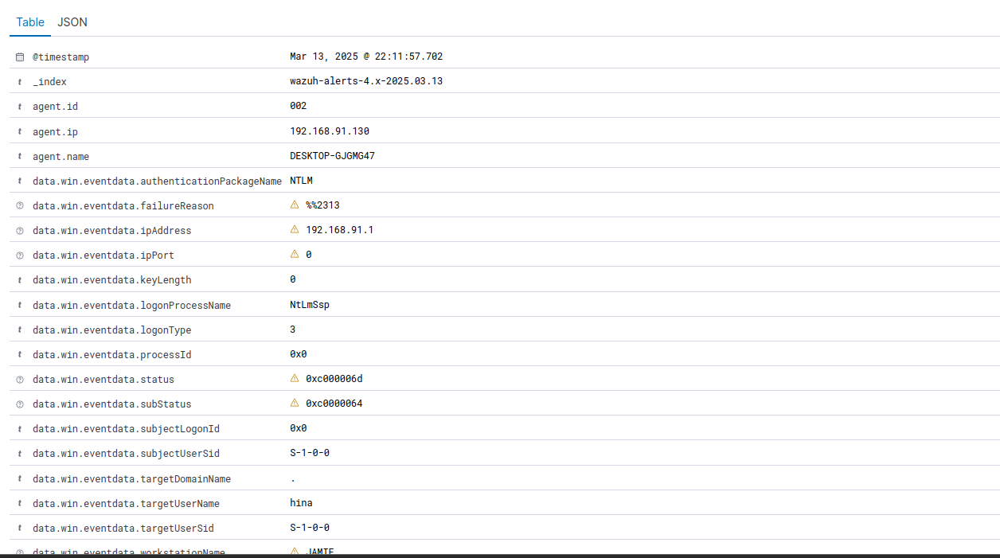 Table JSON
@timestamp Mar 13, 2025 @ 22:11:57.702
t _index wazuh-alerts-4.x-2025.03.13
t agent.id 002
t agent.ip 192.168.91.130
t agent.name DESKTOP-GJGMG47
t data.win.eventdata.authenticationPackageName NTLM
data.win.eventdata.failureReason %%2313
data.win.eventdata.ipAddress 192.168.91.1
data.win.eventdata.ipPort 0
t data.win.eventdata.keyLength 0
t data.win.eventdata.logonProcessName NtLmSsp
t data.win.eventdata.logonType 3
t data.win.eventdata.processId 0x0
data.win.eventdata.status 0xc000006d
data.win.eventdata.subStatus 0xc0000064
t data.win.eventdata.subjectLogonId 0x0
t data.win.eventdata.subjectUserSid S-1-0-0
t data.win.eventdata.targetDomainName .
t data.win.eventdata.targetUserName hina
t data.win.eventdata.targetUserSid S-1-0-0
data.win.eventdata.workstationName JAMIE